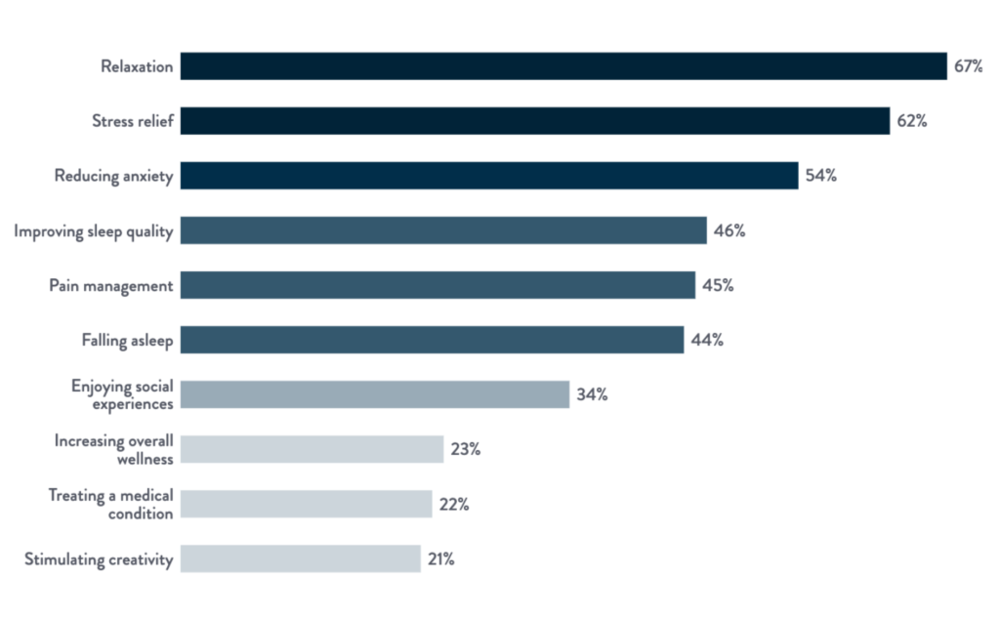 Relaxation 67%
Stress relief 62%
Reducing anxiety 54%
Improving sleep quality 46%
Pain management 45%
Falling asleep 44%
Enjoying social
experiences 34%
Increasing overall
wellness 23%
Treating a medical
condition 22%
Stimulating creativity 21%